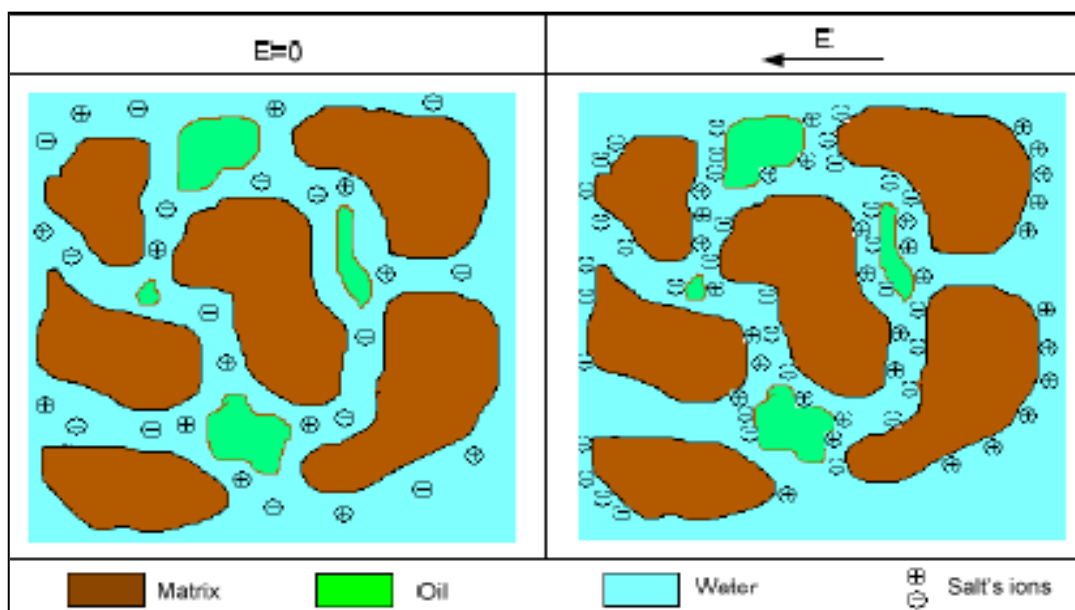 E=0
E
Matrix
Oil
Water
Salt's ions